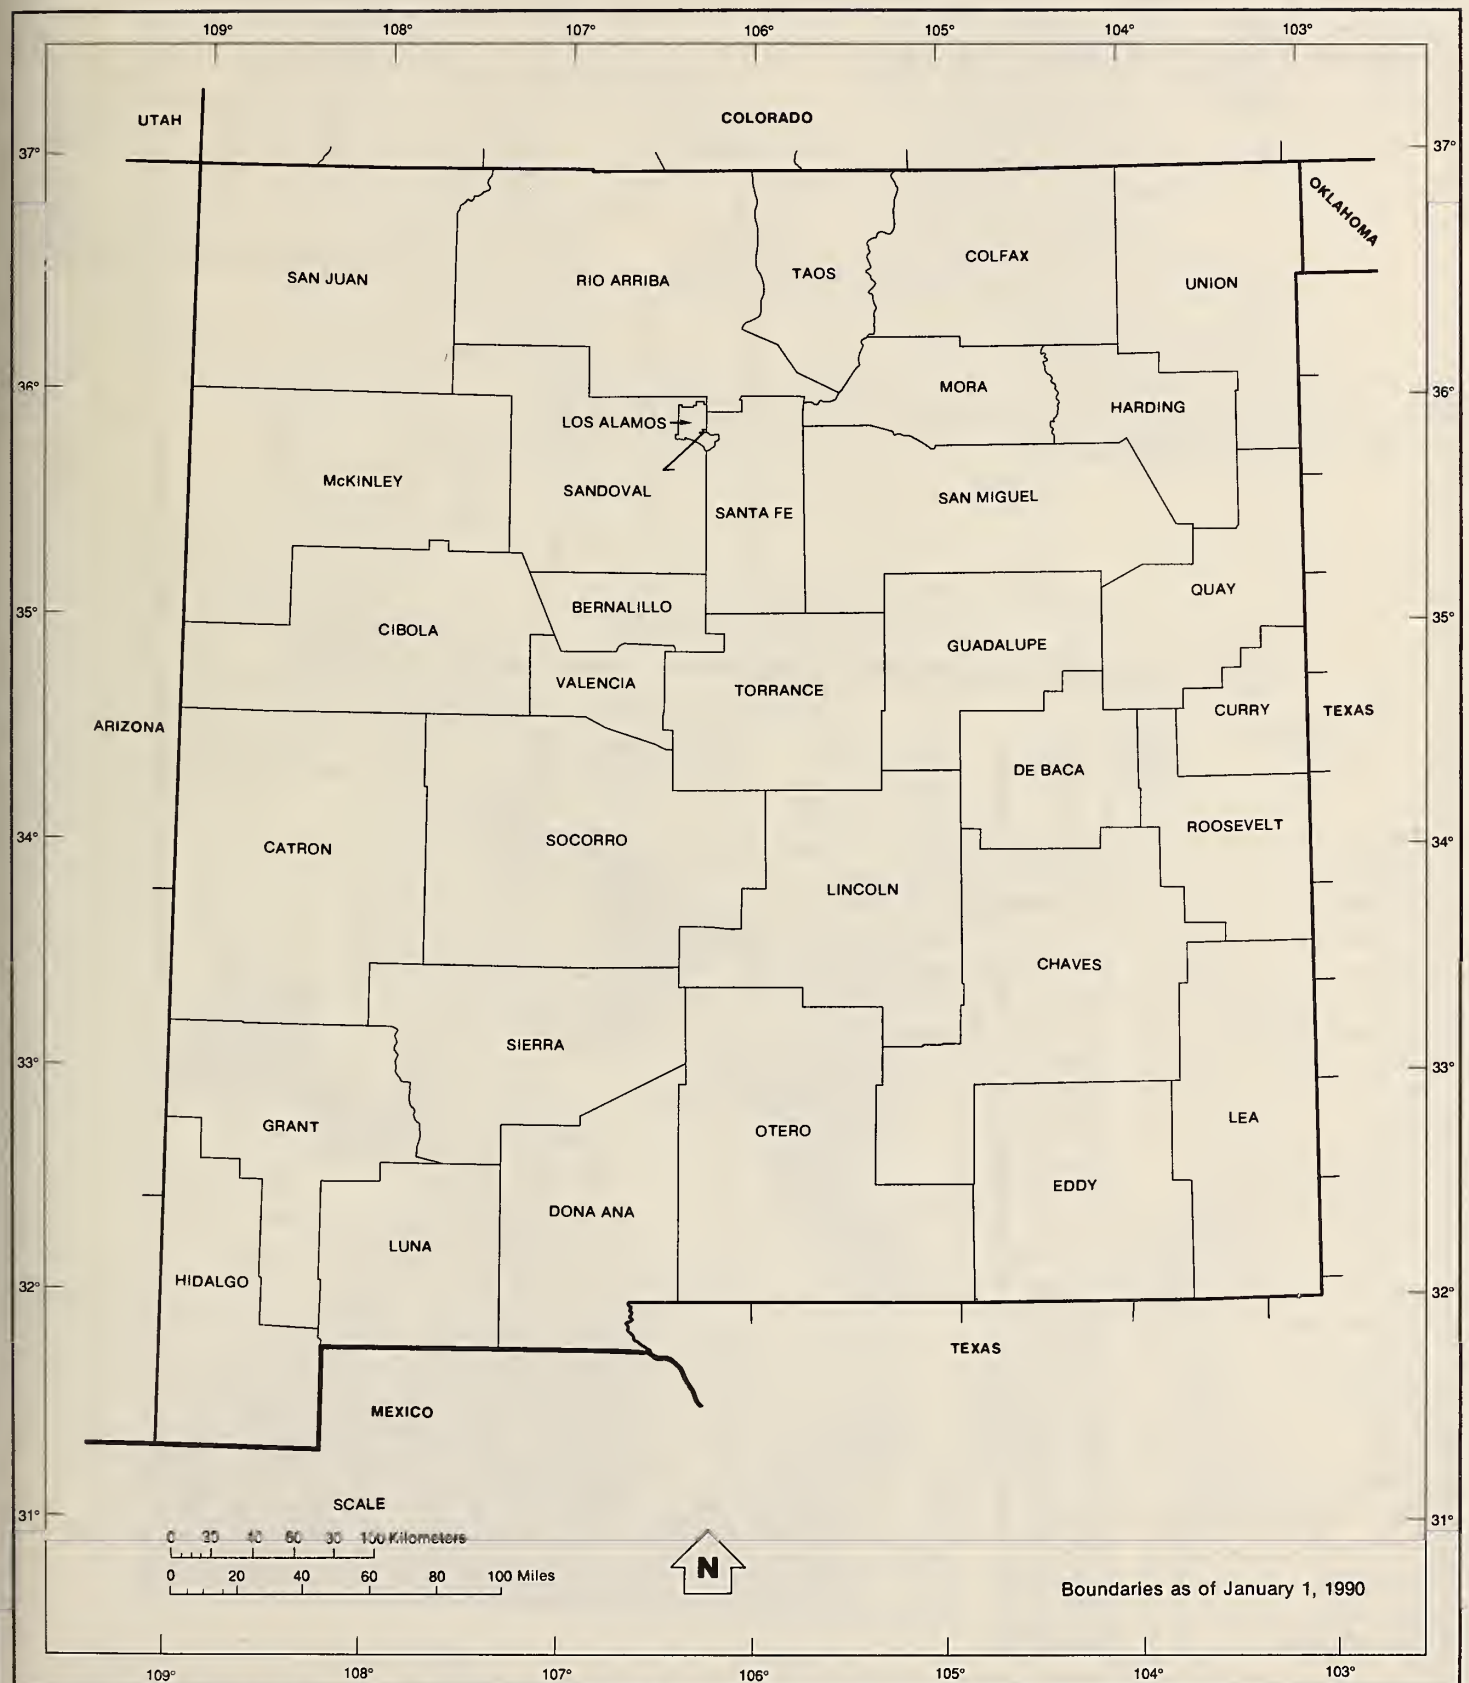 109° 108° 107° 106° 105° 104° 103°
UTAH COLORADO
37° 37°
OKLAHOMA
COLFAX
SAN JUAN RIO ARRIBA TAOS UNION
36° MORA 36°
HARDING
LOS ALAMOS
McKINLEY SANDOVAL SAN MIGUEL
SANTA FE
QUAY
35° BERNALILLO 35°
CIBOLA GUADALUPE
VALENCIA TORRANCE
ARIZONA CURRY TEXAS
DE BACA
34° SOCORRO ROOSEVELT 34°
CATRON
LINCOLN
CHAVES
SIERRA
33° 33°
GRANT OTERO LEA
EDDY
DONA ANA
LUNA
32° HIDALGO 32°
TEXAS
MEXICO
SCALE
31° 31°
0 40 100 Kilometers
0 20 40 60 80 100 Miles
N
Boundaries as of January 1, 1990
109° 108° 107° 106° 105° 104° 103°